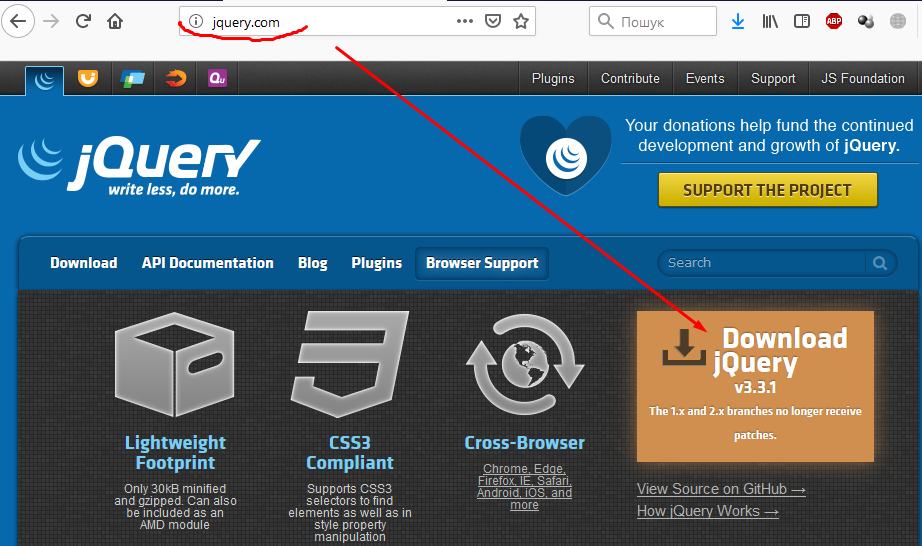 jquery.com
Пошук
ABP
Qu
Plugins
Contribute
Events
Support
JS Foundation
jQuery
write less, do more.
Your donations help fund the continued
development and growth of jQuery.
SUPPORT THE PROJECT
Download
API Documentation
Blog
Plugins
Browser Support
Search
Lightweight
Footprint
Only 30kB minified
and gzipped. Can also
be included as an
AMD module
CSS3
Compliant
Supports CSS3
selectors to find
elements as well as in
style property
manipulation
Cross-Browser
Chrome, Edge,
Firefox, IE, Safari,
Android, iOS, and
more
Download
jQuery
v3.3.1
The 1.x and 2.x branches no longer receive
patches.
View Source on GitHub →
How jQuery Works →